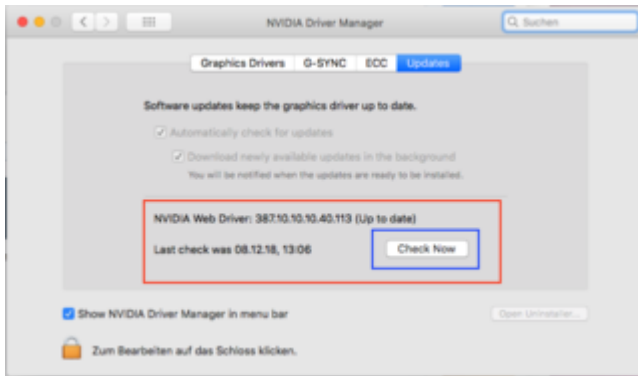 NVIDIA Driver Manager
Suchen
Graphics Drivers G-SYNC ECC Updates
Software updates keep the graphics driver up to date.
Automatically check for updates
Download newly available updates in the background
You will be notified when the updates are ready to be installed.
NVIDIA Web Driver: 387.10.10.10.40.113 (Up to date)
Last check was 08.12.18, 13:06 Check Now
Show NVIDIA Driver Manager in menu bar Open Uninstaller...
Zum Bearbeiten auf das Schloss klicken.